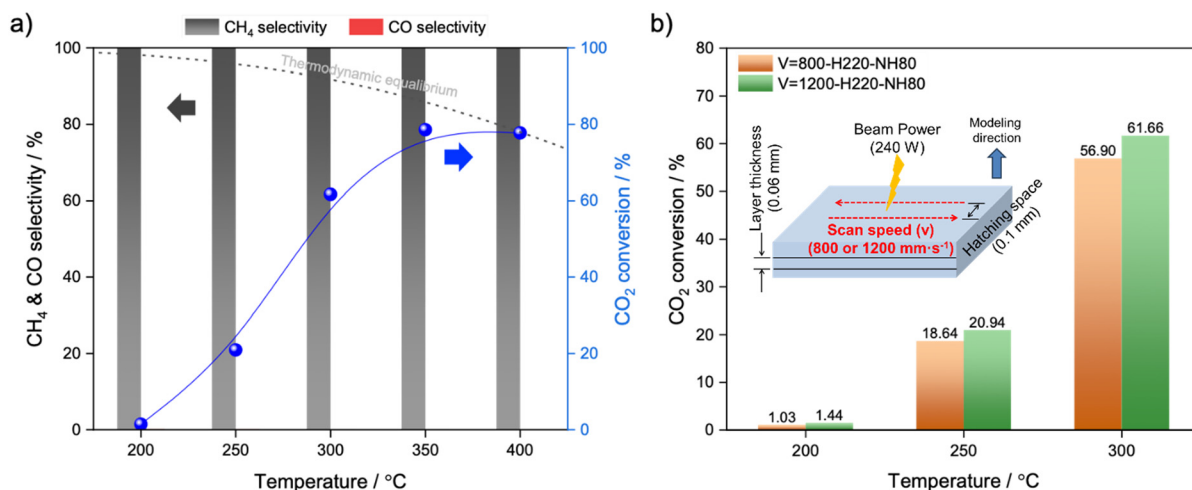 a)
CH₄ selectivity
CO selectivity
100
80
60
40
20
0
CH₄ & CO selectivity / %
Thermodynamic equalibrium
100
80
60
40
20
0
CO₂ conversion / %
200
250
300
350
400
Temperature / °C
b)
80
70
60
50
40
30
20
10
0
CO₂ conversion / %
V=800-H220-NH80
V=1200-H220-NH80
Beam Power
(240 W)
Modeling
direction
Layer thickness
(0.06 mm)
Scan speed (v)
(800 or 1200 mm·s⁻¹)
Hatching space
(0.1 mm)
1.03
1.44
18.64
20.94
56.90
61.66
200
250
300
Temperature / °C